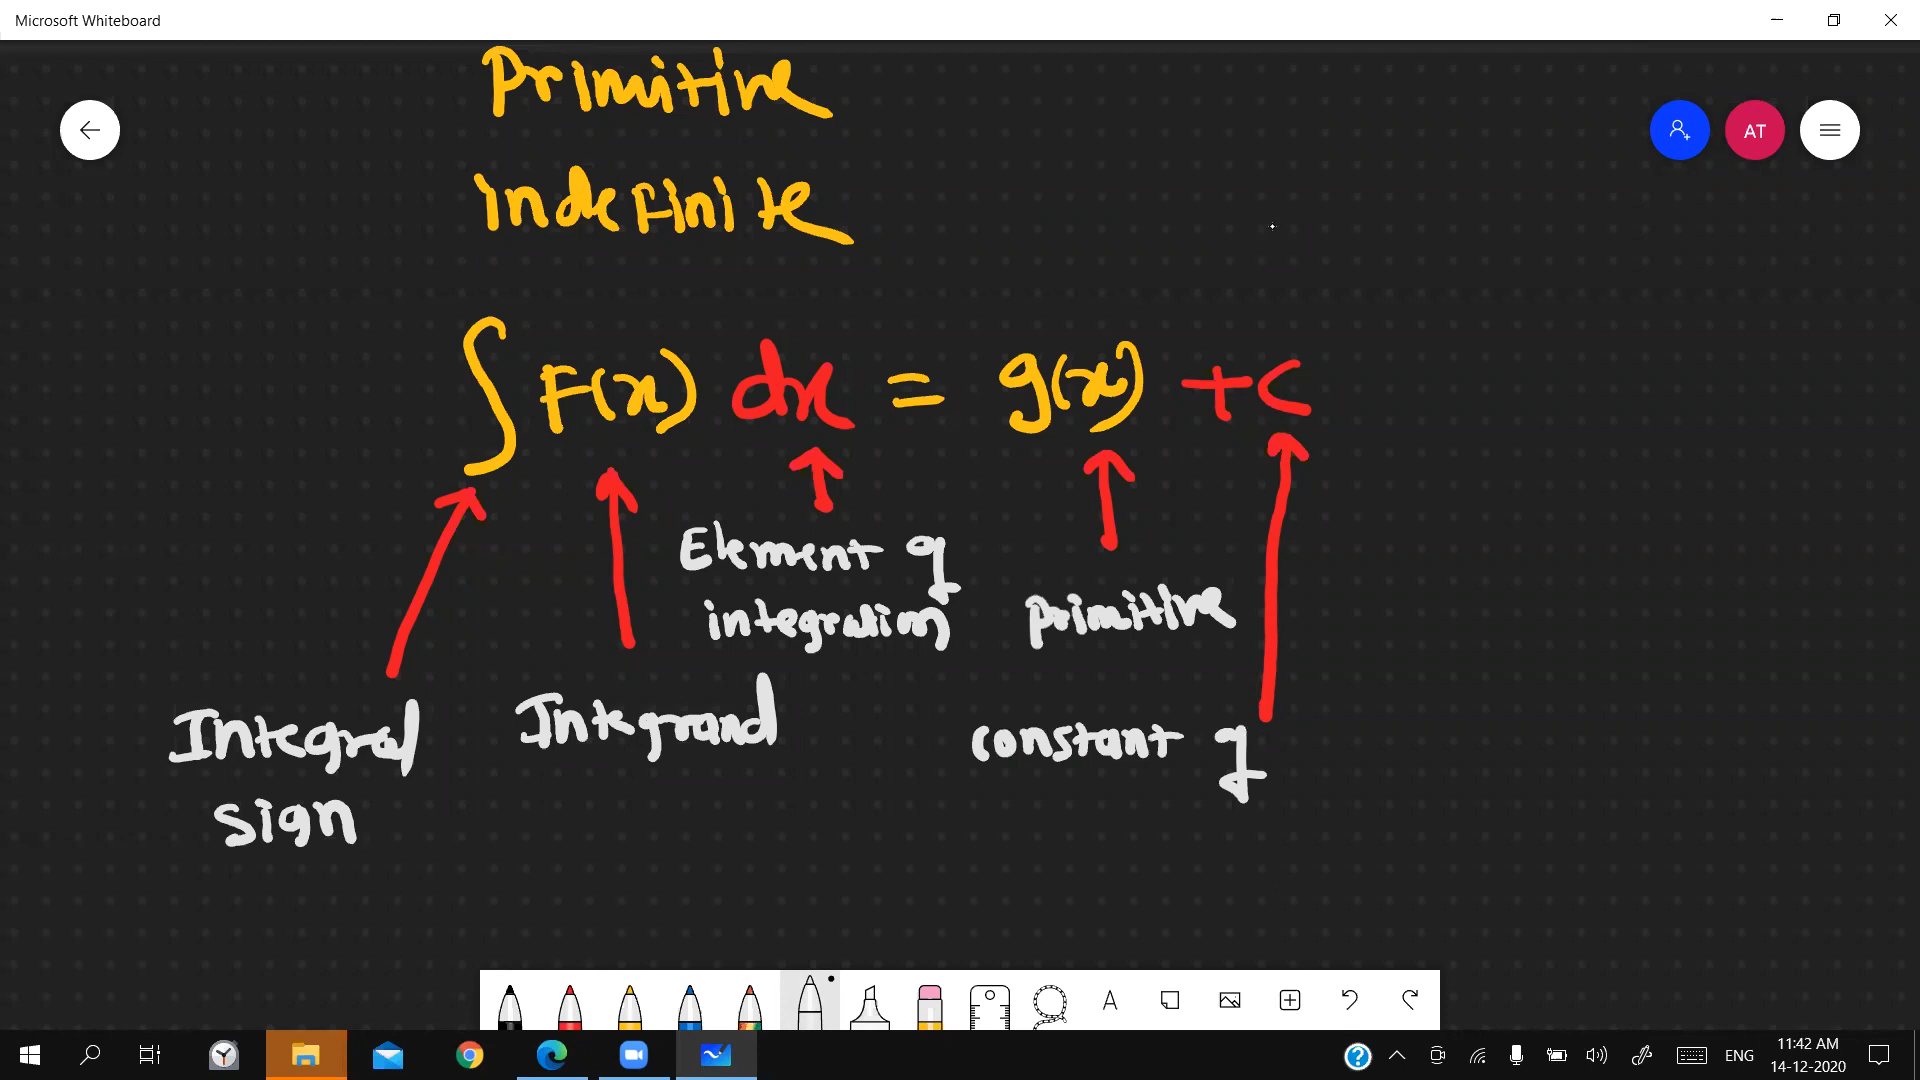 Microsoft Whiteboard
Primitive
indefinite
AT
∫ F(x) dx = g(x) + c
Element of
integration
primitive
Integral
sign
Integrand
constant of
ENG
11:42 AM
14-12-2020